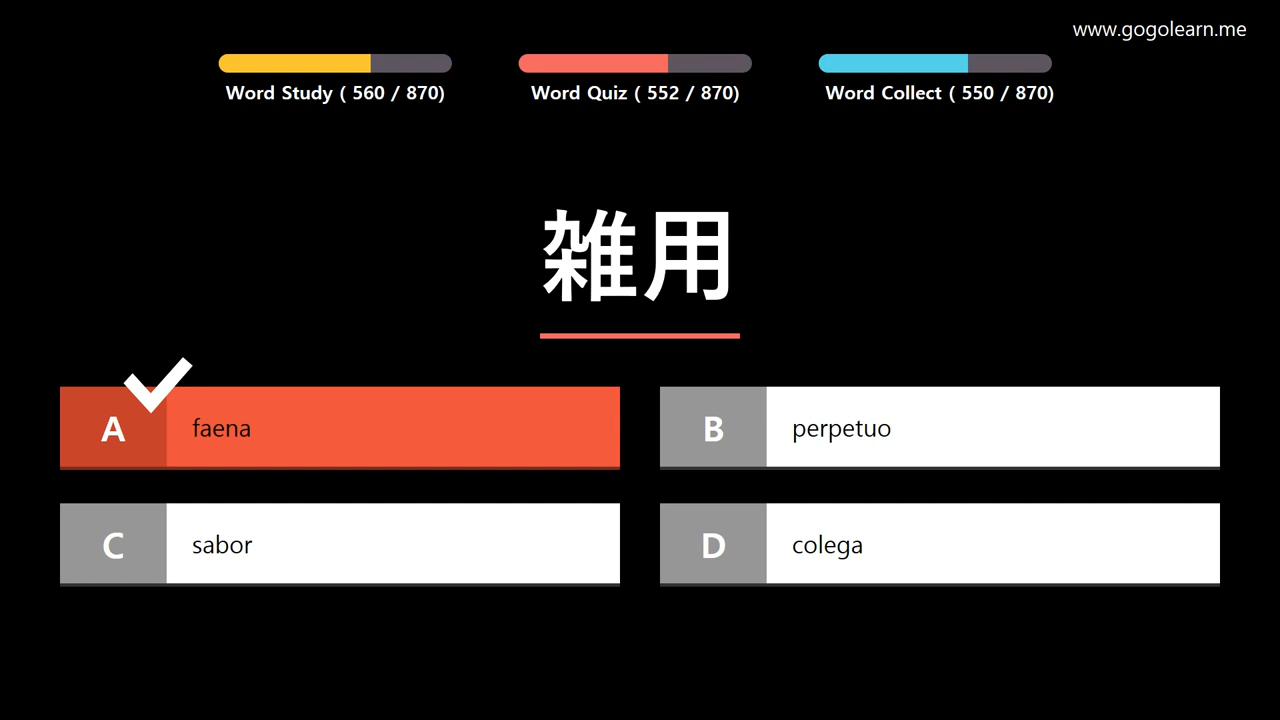 www.gogolearn.me
Word Study ( 560 / 870)
Word Quiz ( 552 / 870)
Word Collect ( 550 / 870)
雑用
A faena
B perpetuo
C sabor
D colega